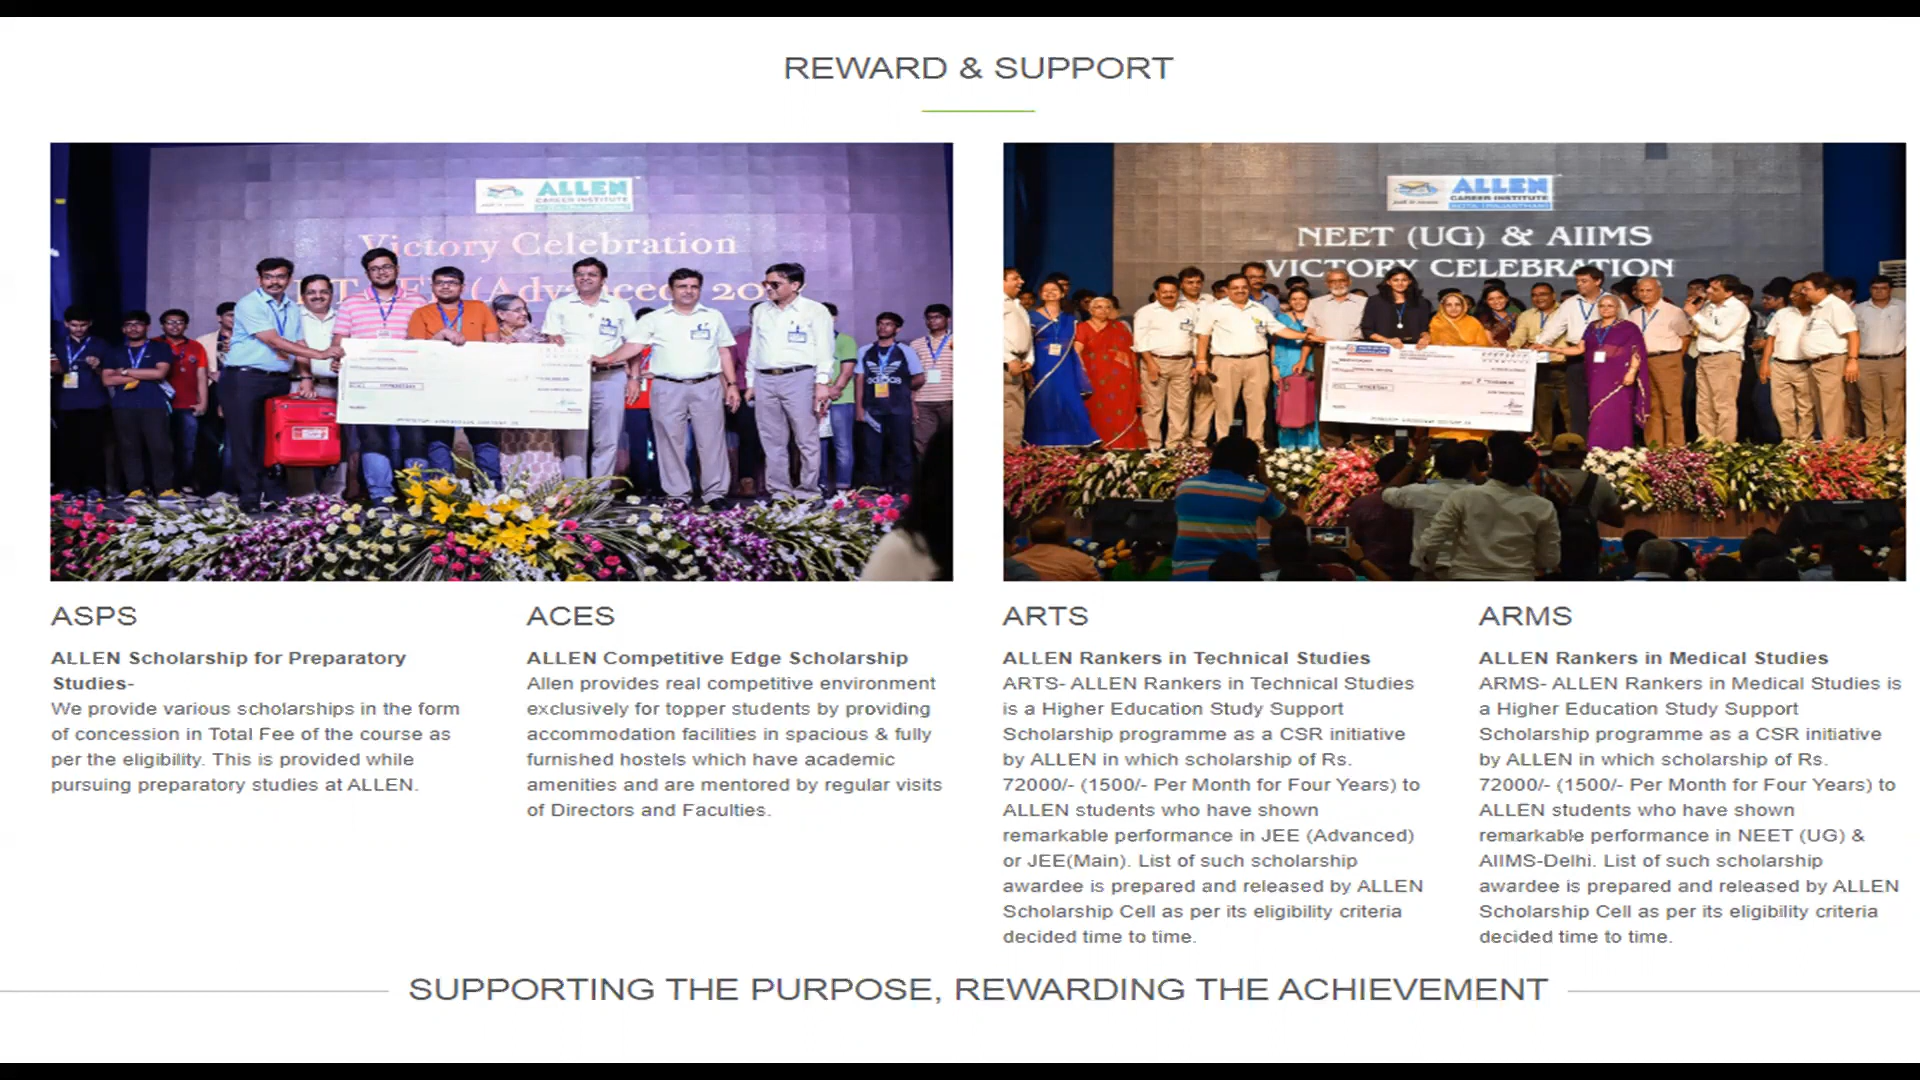 REWARD & SUPPORT
ALLEN
CAREER INSTITUTE
Victory Celebration
ALLEN
CAREER INSTITUTE
NEET (UG) & AIIMS
VICTORY CELEBRATION
ASPS
ALLEN Scholarship for Preparatory
Studies-
We provide various scholarships in the form
of concession in Total Fee of the course as
per the eligibility. This is provided while
pursuing preparatory studies at ALLEN.
ACES
ALLEN Competitive Edge Scholarship
Allen provides real competitive environment
exclusively for topper students by providing
accommodation facilities in spacious & fully
furnished hostels which have academic
amenities and are mentored by regular visits
of Directors and Faculties.
ARTS
ALLEN Rankers in Technical Studies
ARTS- ALLEN Rankers in Technical Studies
is a Higher Education Study Support
Scholarship programme as a CSR initiative
by ALLEN in which scholarship of Rs.
72000/- (1500/- Per Month for Four Years) to
ALLEN students who have shown
remarkable performance in JEE (Advanced)
or JEE(Main). List of such scholarship
awardee is prepared and released by ALLEN
Scholarship Cell as per its eligibility criteria
decided time to time.
ARMS
ALLEN Rankers in Medical Studies
ARMS- ALLEN Rankers in Medical Studies is
a Higher Education Study Support
Scholarship programme as a CSR initiative
by ALLEN in which scholarship of Rs.
72000/- (1500/- Per Month for Four Years) to
ALLEN students who have shown
remarkable performance in NEET (UG) &
AIIMS-Delhi. List of such scholarship
awardee is prepared and released by ALLEN
Scholarship Cell as per its eligibility criteria
decided time to time.
SUPPORTING THE PURPOSE, REWARDING THE ACHIEVEMENT